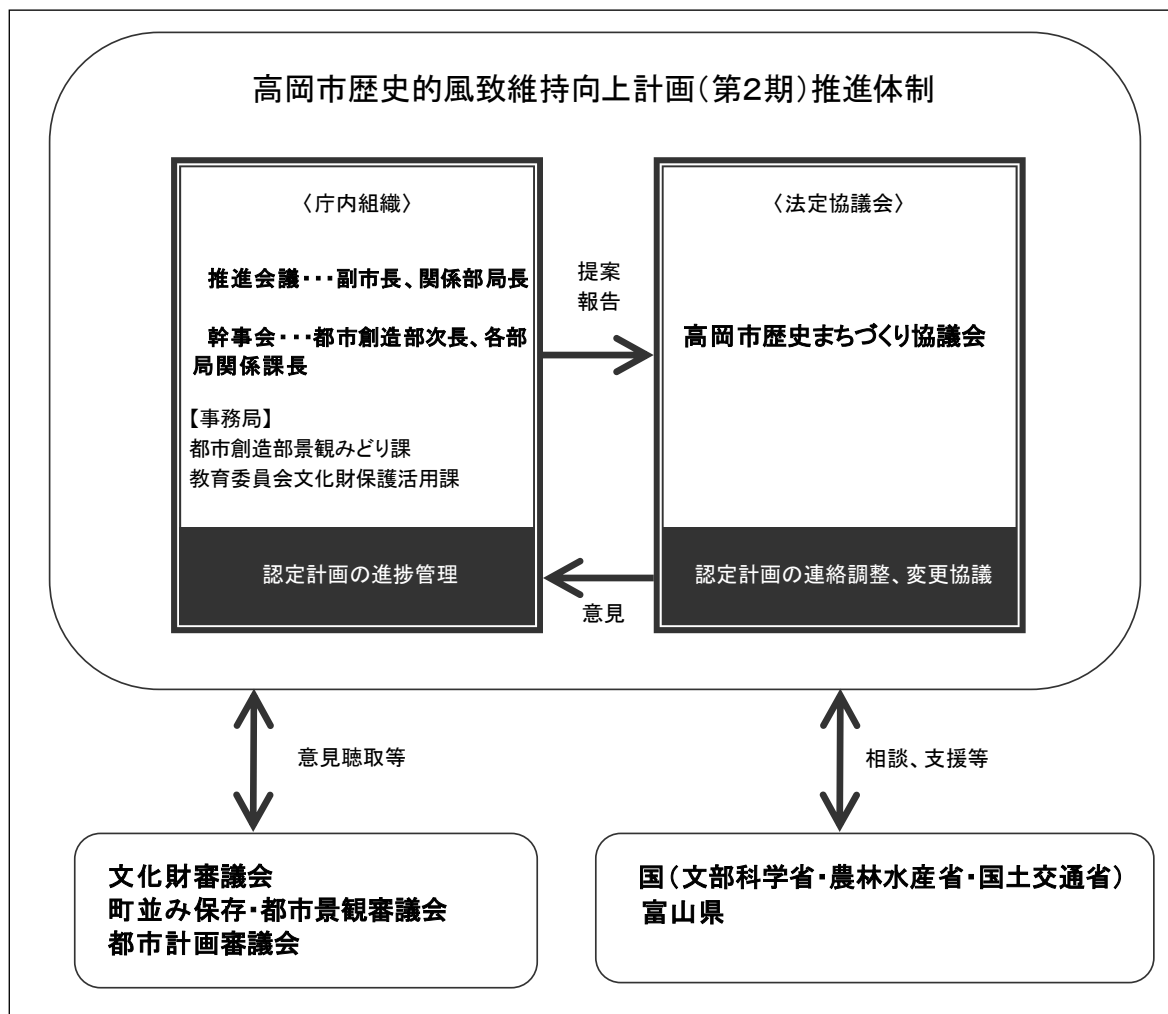 高岡市歴史的風致維持向上計画(第2期)推進体制
〈庁内組織〉
推進会議・・・副市長、関係部局長
幹事会・・・都市創造部次長、各部
局関係課長
【事務局】
都市創造部景観みどり課
教育委員会文化財保護活用課
認定計画の進捗管理
提案
報告
意見
〈法定協議会〉
高岡市歴史まちづくり協議会
認定計画の連絡調整、変更協議
意見聴取等
相談、支援等
文化財審議会
町並み保存・都市景観審議会
都市計画審議会
国(文部科学省・農林水産省・国土交通省)
富山県